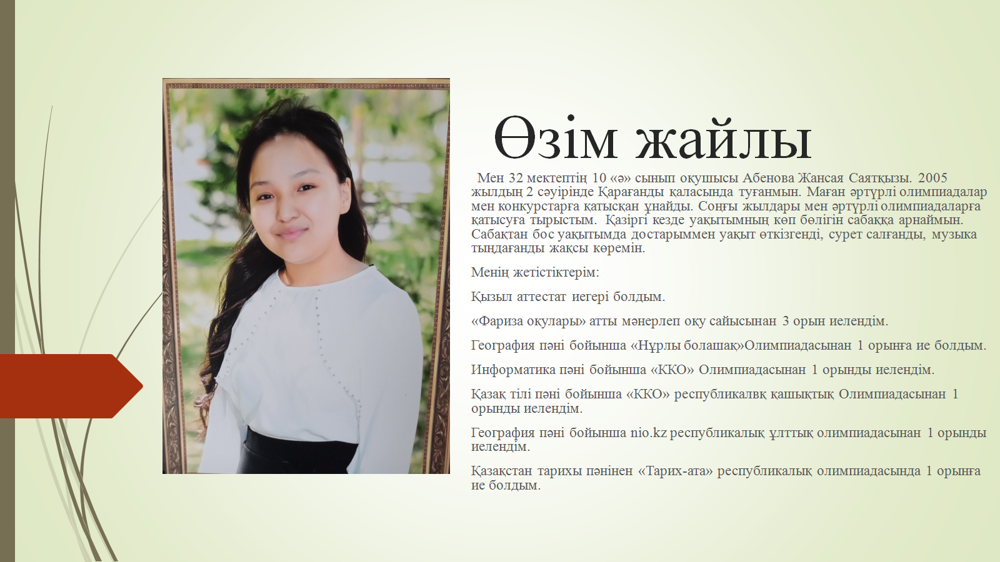 Өзім жайлы
Мен 32 мектептің 10 «ә» сынып оқушысы Абенова Жансая Саятқызы. 2005
жылдың 2 сәуірінде Қарағанды қаласында туғанмын. Маған әртүрлі олимпиадалар
мен конкурстарға қатысқан ұнайды. Соңғы жылдары мен әртүрлі олимпиадаларға
қатысуға тырыстым. Қазіргі кезде уақытымның көп бөлігін сабаққа арнаймын.
Сабақтан бос уақытымда достарыммен уақыт өткізгенді, сурет салғанды, музыка
тыңдағанды жақсы көремін.
Менің жетістіктерім:
Қызыл аттестат иегері болдым.
«Фариза оқулары» атты мәнерлеп оқу сайысынан 3 орын иелендім.
География пәні бойынша «Нұрлы болашақ»Олимпиадасынан 1 орынға ие болдым.
Информатика пәні бойынша «ККО» Олимпиадасынан 1 орынды иелендім.
Қазақ тілі пәні бойынша «ККО» республикалвқ қашықтық Олимпиадасынан 1
орынды иелендім.
География пәні бойынша nio.kz республикалық ұлттық олимпиадасынан 1 орынды
иелендім.
Қазақстан тарихы пәнінен «Тарих-ата» республикалық олимпиадасында 1 орынға
ие болдым.